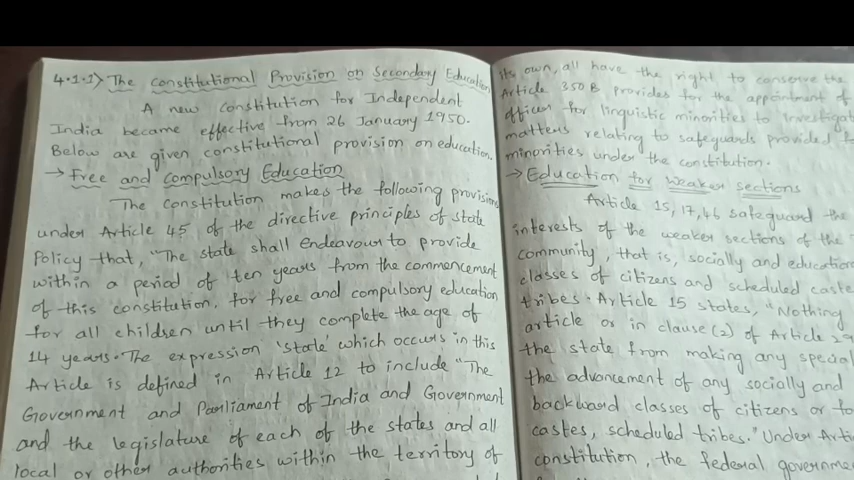 4.1.1) The Constitutional Provision on Secondary Education
A new constitution for Independent
India became effective from 26 January 1950.
Below are given constitutional provision on education.
→ Free and Compulsory Education
The constitution makes the following provisions
under Article 45 of the directive principles of state
Policy that, "The state shall endeavour to provide
within a period of ten years from the commencement
of this constitution, for free and compulsory education
for all children until they complete the age of
14 years. The expression 'state' which occurs in this
Article is defined in Article 12 to include "The
Government and Parliament of India and Government
and the legislature of each of the states and all
local or other authorities within the territory of
its own, all have the right to conserve the
Article 350 B provides for the appointment of
officer for linguistic minorities to investigat
matters relating to safeguards provided f
minorities under the constitution.
→ Education for Weaker Sections
Article 15, 17, 46 safeguard the
interests of the weaker sections of the
community, that is, socially and education
classes of citizens and scheduled caste
tribes. Article 15 states, "Nothing
article or in clause (2) of Article 29
the state from making any special
the advancement of any socially and
backward classes of citizens or fo
castes, scheduled tribes." Under Arti
constitution, the federal governme